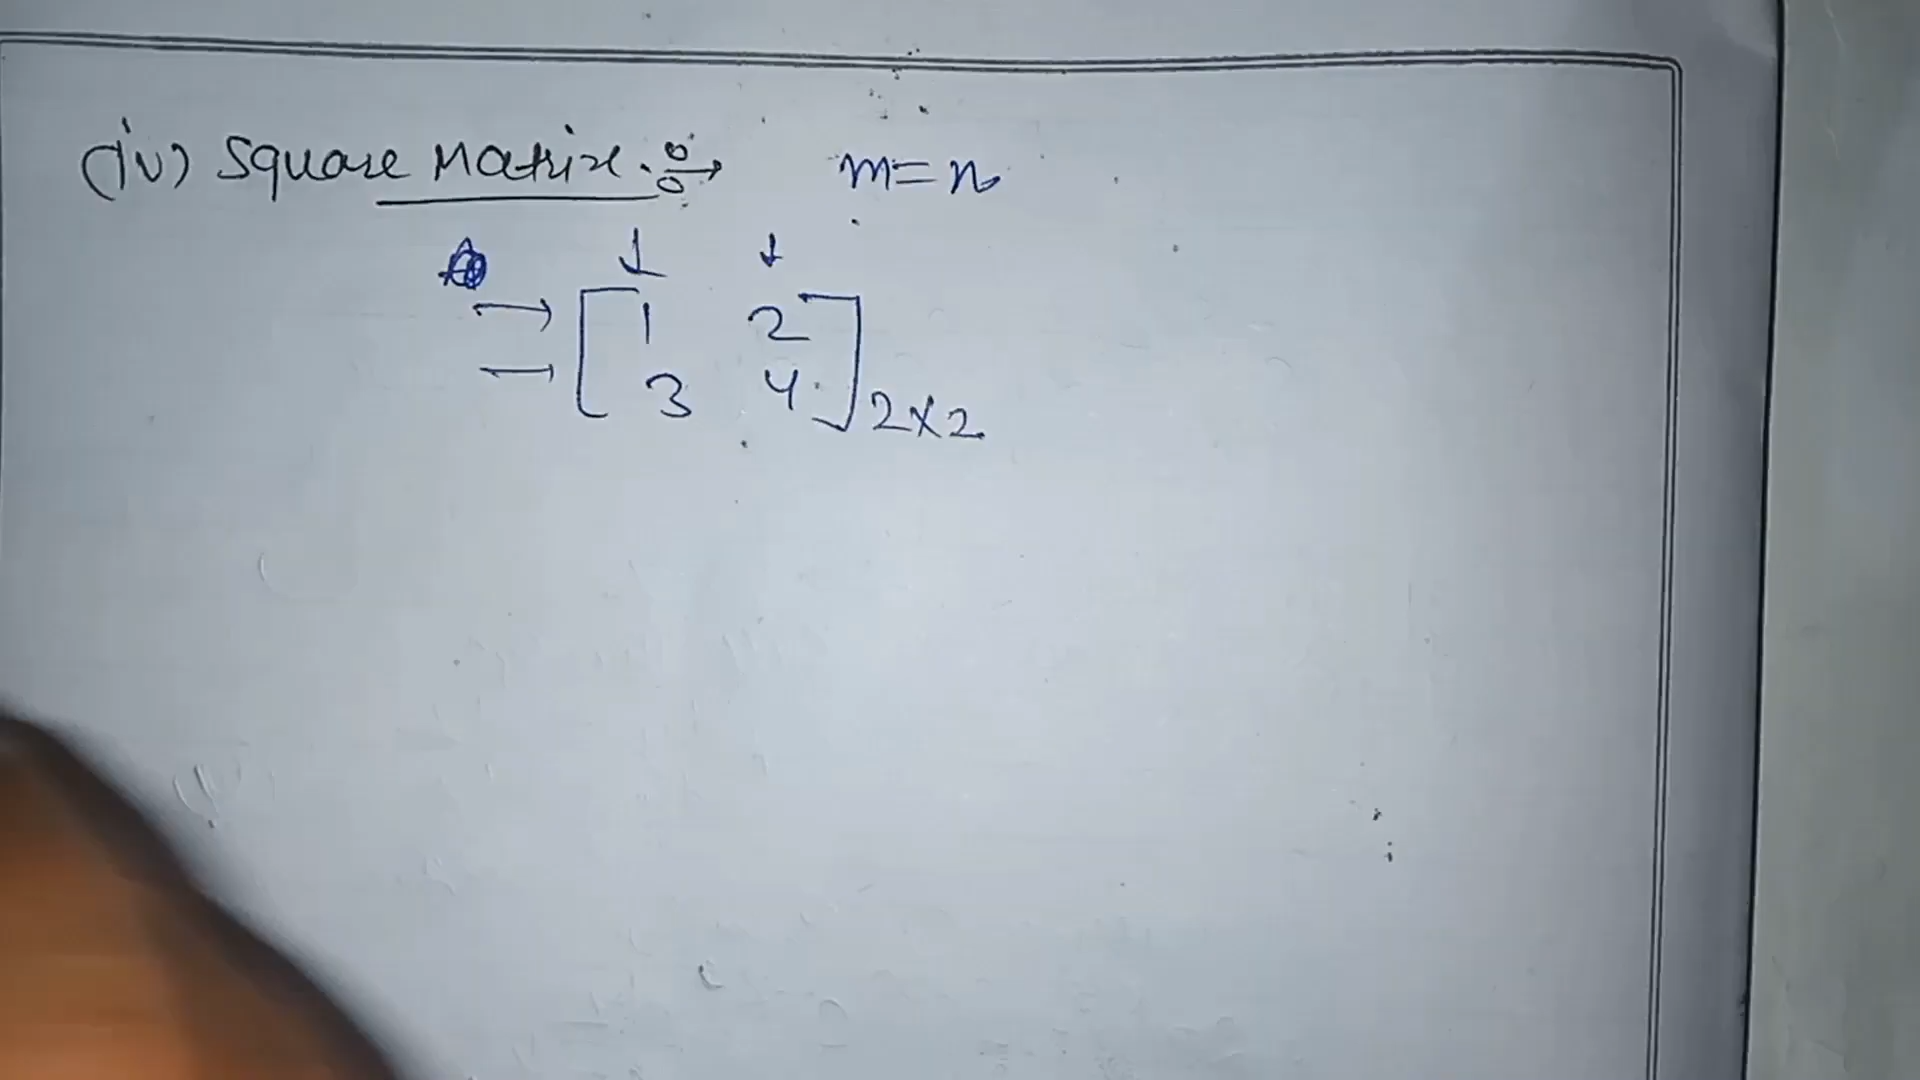 (iv) Square Matrix :→ m=n
↓ ↓
→ [1 2
→ 3 4] 2×2